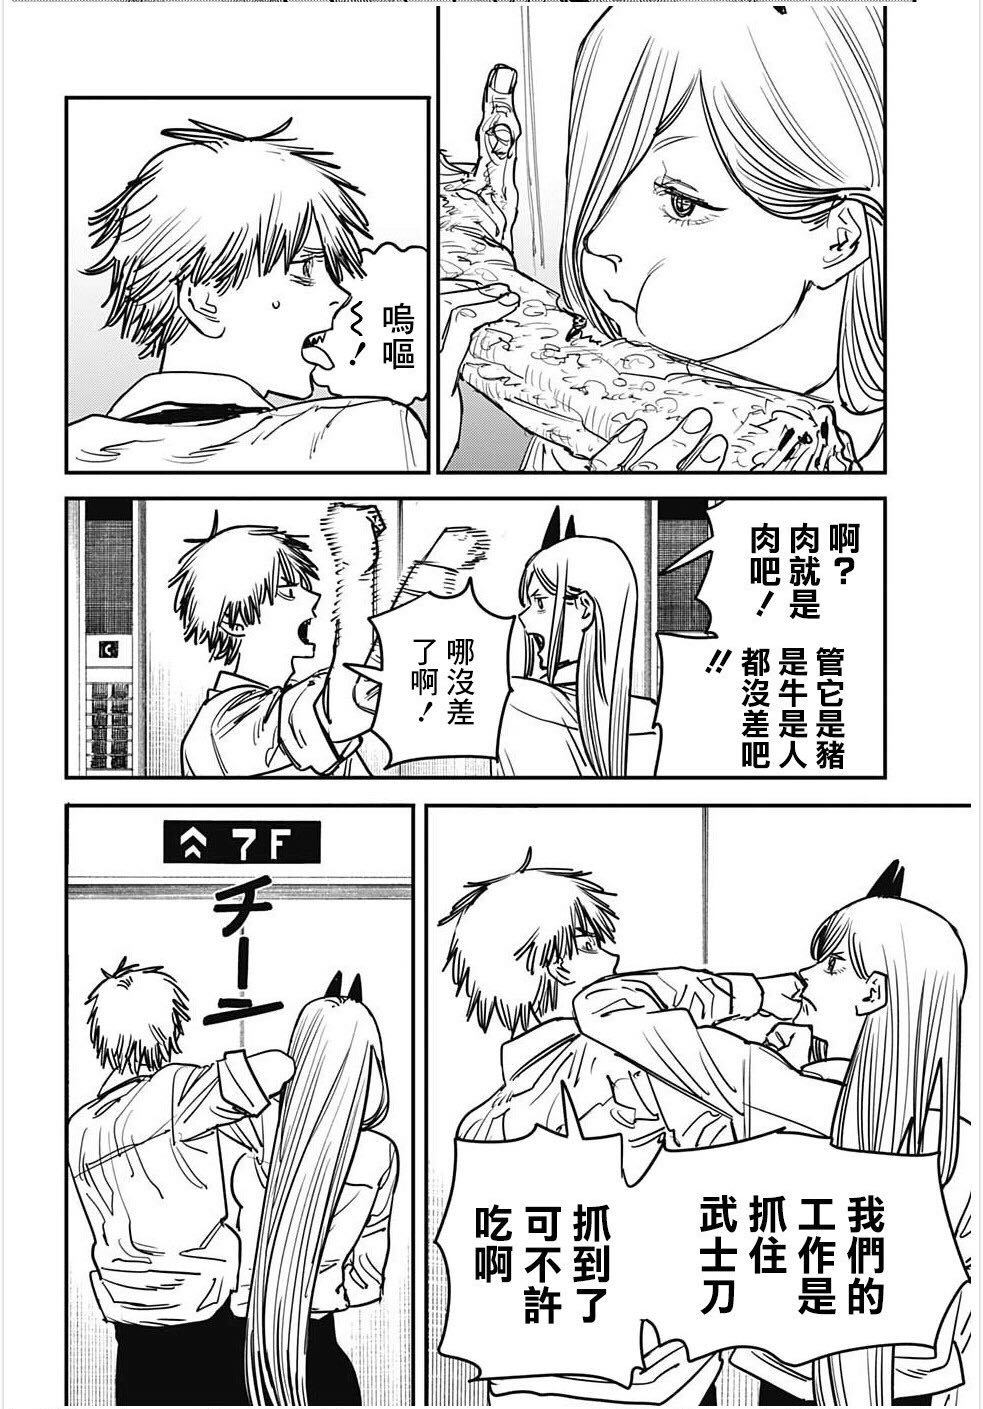 嗚嘔
〜〜！
啊？
肉就是
肉吧！
管它是豬
是牛是人
都沒差吧
!!
哪沒差
了啊！
我們的
工作是
抓住
武士刀
抓到了
可不許
吃啊
7F
チーン